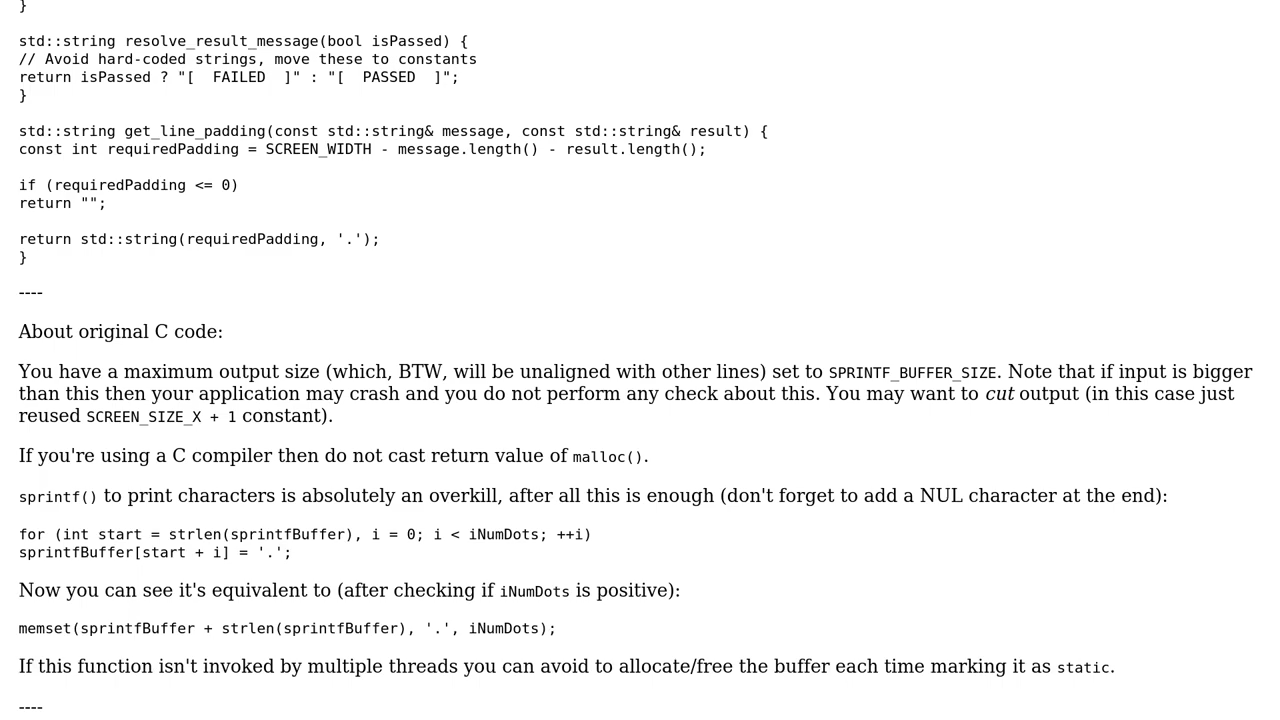 }
std::string resolve_result_message(bool isPassed) {
// Avoid hard-coded strings, move these to constants
return isPassed ? "[  FAILED  ]" : "[  PASSED  ]";
}
std::string get_line_padding(const std::string& message, const std::string& result) {
const int requiredPadding = SCREEN_WIDTH - message.length() - result.length();
if (requiredPadding <= 0)
return "";
return std::string(requiredPadding, '.');
}
----
About original C code:
You have a maximum output size (which, BTW, will be unaligned with other lines) set to SPRINTF_BUFFER_SIZE. Note that if input is bigger
than this then your application may crash and you do not perform any check about this. You may want to cut output (in this case just
reused SCREEN_SIZE_X + 1 constant).
If you're using a C compiler then do not cast return value of malloc().
sprintf() to print characters is absolutely an overkill, after all this is enough (don't forget to add a NUL character at the end):
for (int start = strlen(sprintfBuffer), i = 0; i < iNumDots; ++i)
sprintfBuffer[start + i] = '.';
Now you can see it's equivalent to (after checking if iNumDots is positive):
memset(sprintfBuffer + strlen(sprintfBuffer), '.', iNumDots);
If this function isn't invoked by multiple threads you can avoid to allocate/free the buffer each time marking it as static.
----